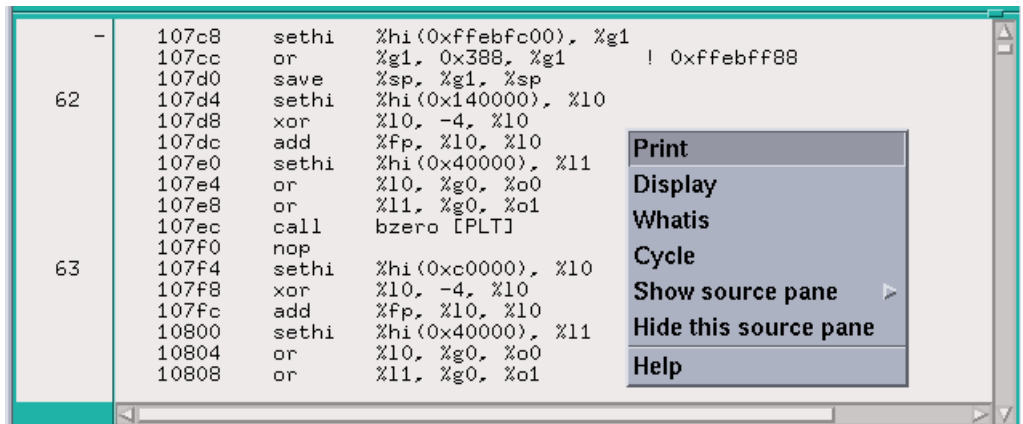 - 107c8 sethi %hi(0xffebfc00), %g1
107cc or %g1, 0x388, %g1 ! 0xffebff88
107d0 save %sp, %g1, %sp
62 107d4 sethi %hi(0x140000), %l0
107d8 xor %l0, -4, %l0
107dc add %fp, %l0, %l0
107e0 sethi %hi(0x40000), %l1
107e4 or %l0, %g0, %o0
107e8 or %l1, %g0, %o1
107ec call bzero [PLT]
107f0 nop
63 107f4 sethi %hi(0xc0000), %l0
107f8 xor %l0, -4, %l0
107fc add %fp, %l0, %l0
10800 sethi %hi(0x40000), %l1
10804 or %l0, %g0, %o0
10808 or %l1, %g0, %o1
Print
Display
Whatis
Cycle
Show source pane
Hide this source pane
Help